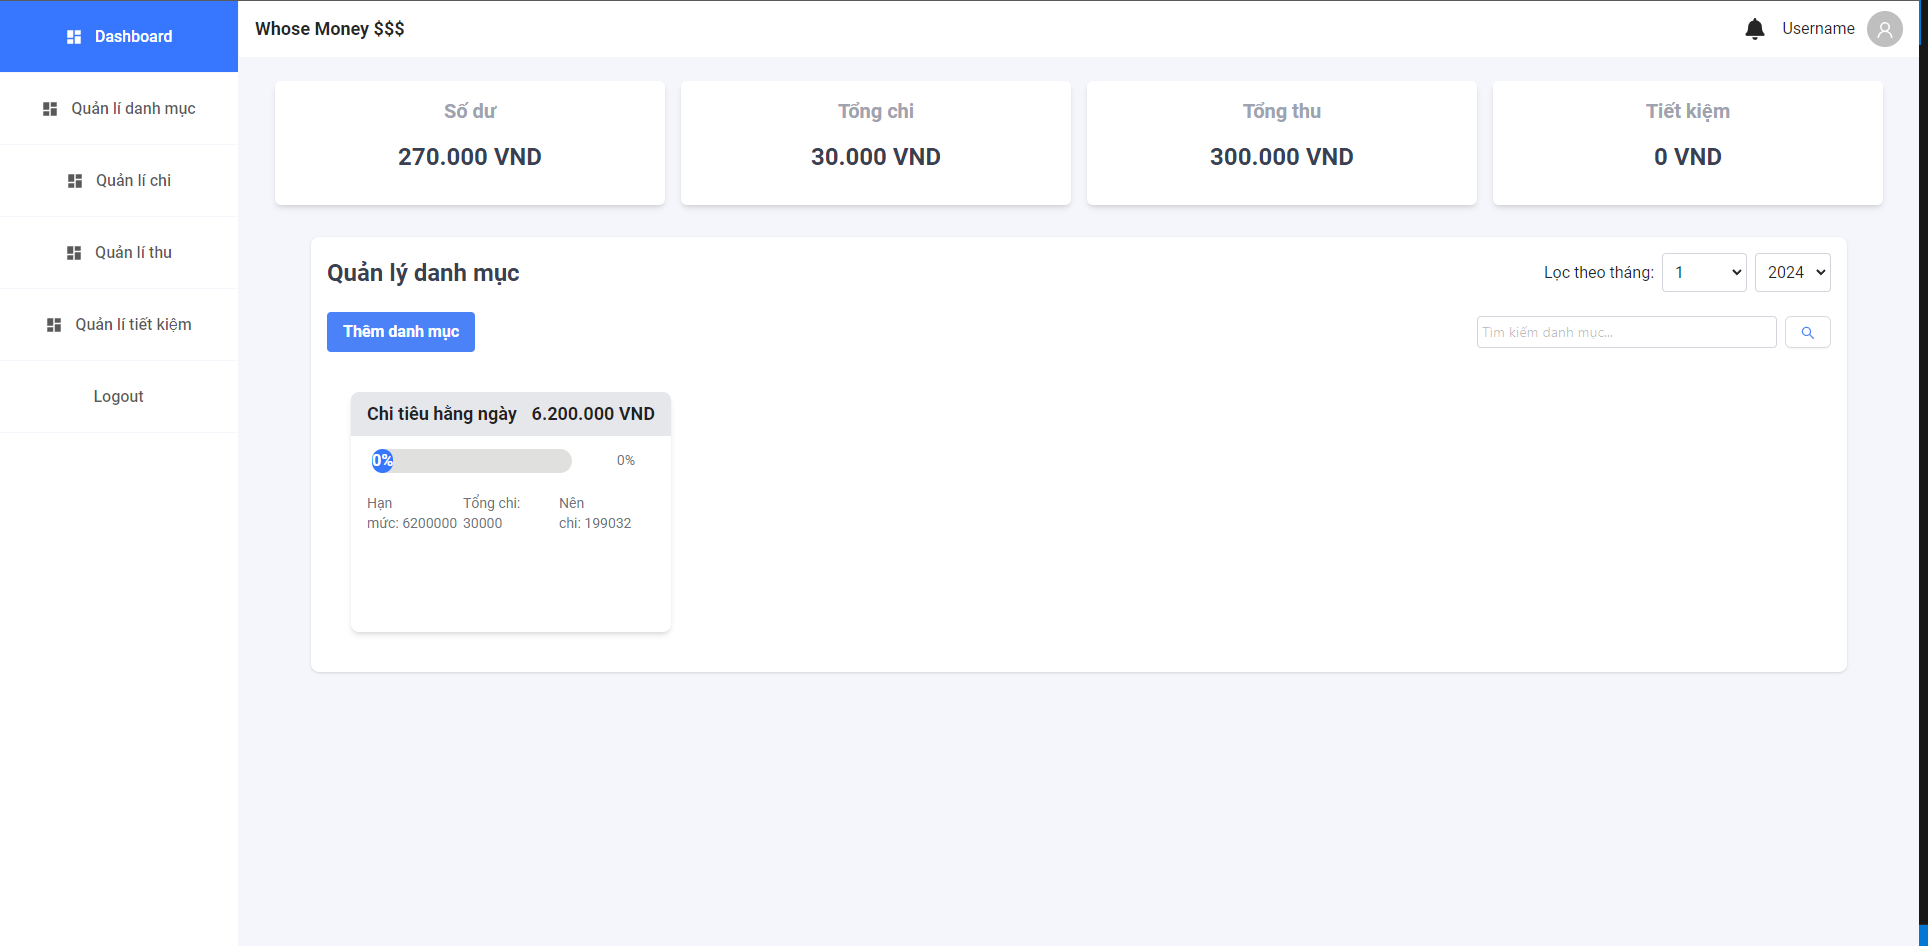 Dashboard
Quản lí danh mục
Quản lí chi
Quản lí thu
Quản lí tiết kiệm
Logout
Whose Money $$$
Username
Số dư
270.000 VND
Tổng chi
30.000 VND
Tổng thu
300.000 VND
Tiết kiệm
0 VND
Quản lý danh mục
Lọc theo tháng: 1 2024
Thêm danh mục
Tìm kiếm danh mục...
Chi tiêu hằng ngày 6.200.000 VND
0% 0%
Hạn mức: 6200000
Tổng chi: 30000
Nên chi: 199032